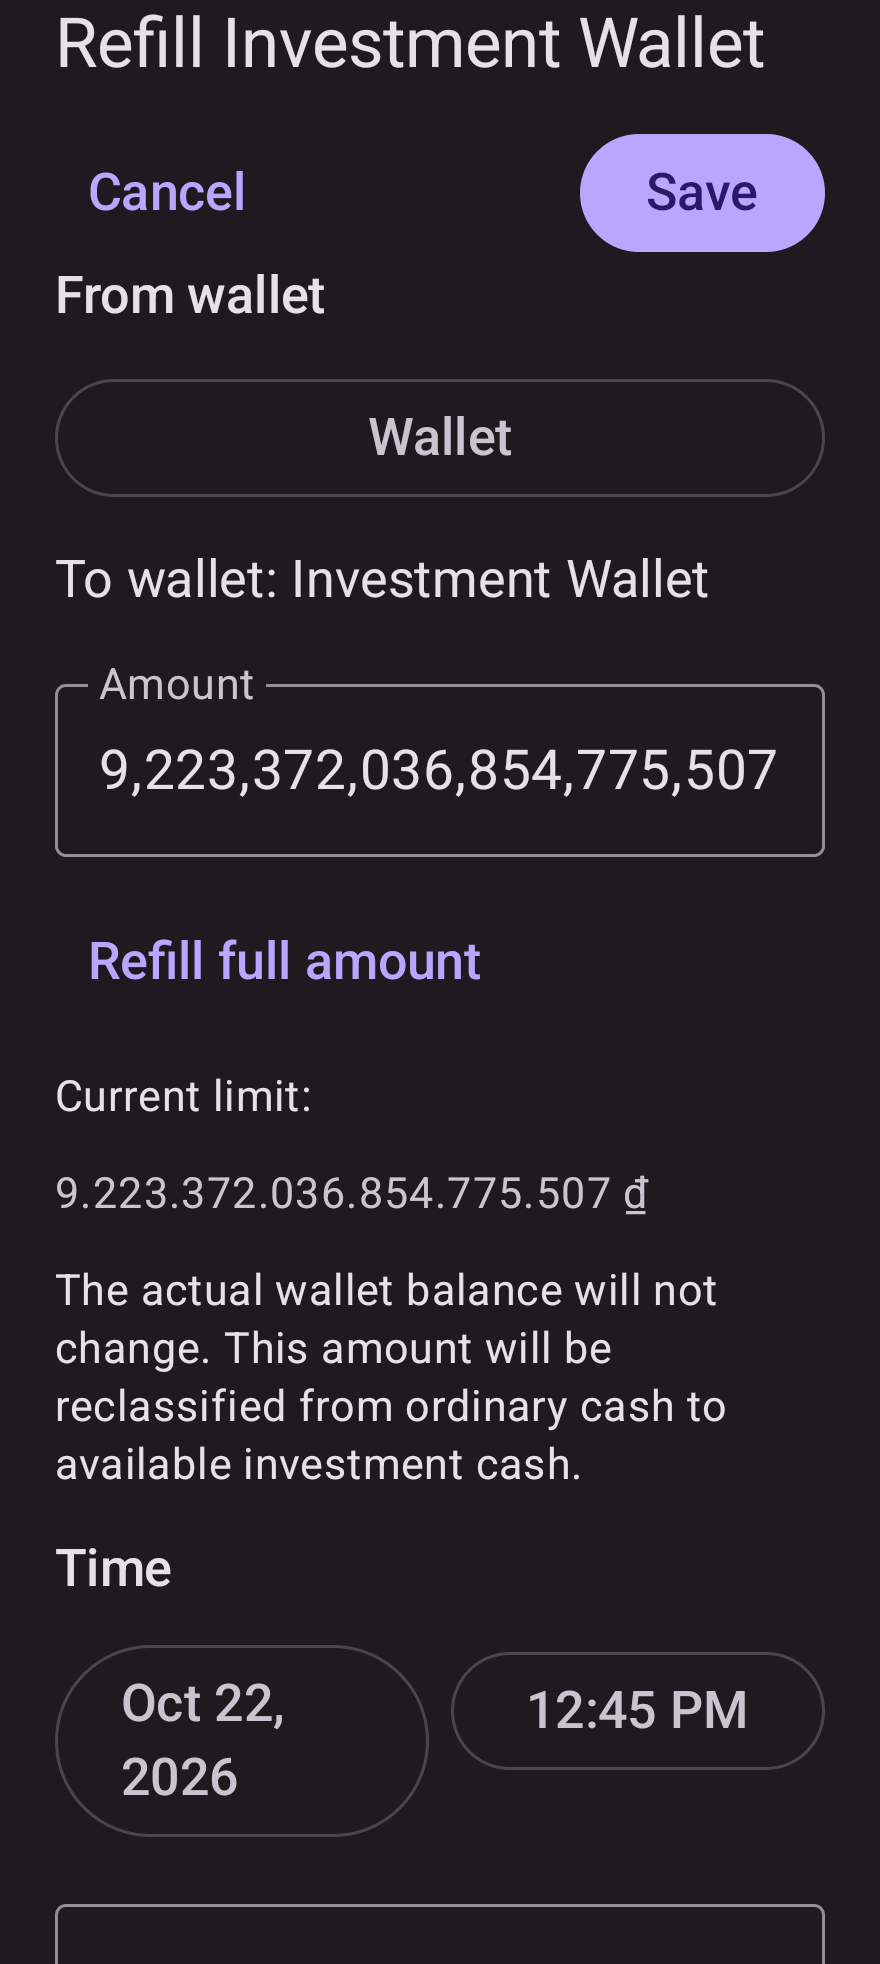 Refill Investment Wallet
Cancel
Save
From wallet
Wallet
To wallet: Investment Wallet
Amount
9,223,372,036,854,775,507
Refill full amount
Current limit:
9.223.372.036.854.775.507 ₫
The actual wallet balance will not
change. This amount will be
reclassified from ordinary cash to
available investment cash.
Time
Oct 22,
2026
12:45 PM